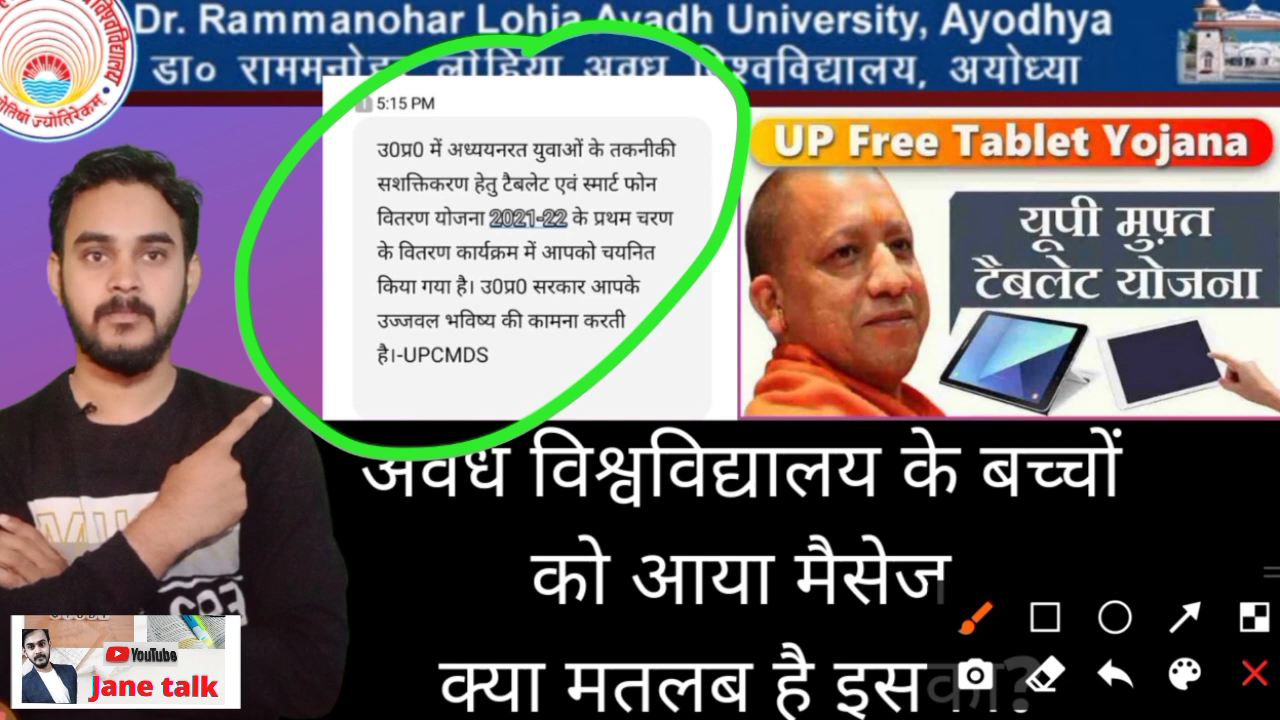 Dr. Rammanohar Lohia Avadh University, Ayodhya
डा० राममनोहर लोहिया अवध विश्वविद्यालय, अयोध्या
5:15 PM
उ0प्र0 में अध्ययनरत युवाओं के तकनीकी
सशक्तिकरण हेतु टैबलेट एवं स्मार्ट फोन
वितरण योजना 2021-22 के प्रथम चरण
के वितरण कार्यक्रम में आपको चयनित
किया गया है। उ0प्र0 सरकार आपके
उज्जवल भविष्य की कामना करती
है।-UPCMDS
UP Free Tablet Yojana
यूपी मुफ़्त
टैबलेट योजना
अवध विश्वविद्यालय के बच्चों
को आया मैसेज
क्या मतलब है इसका?
YouTube
Jane talk